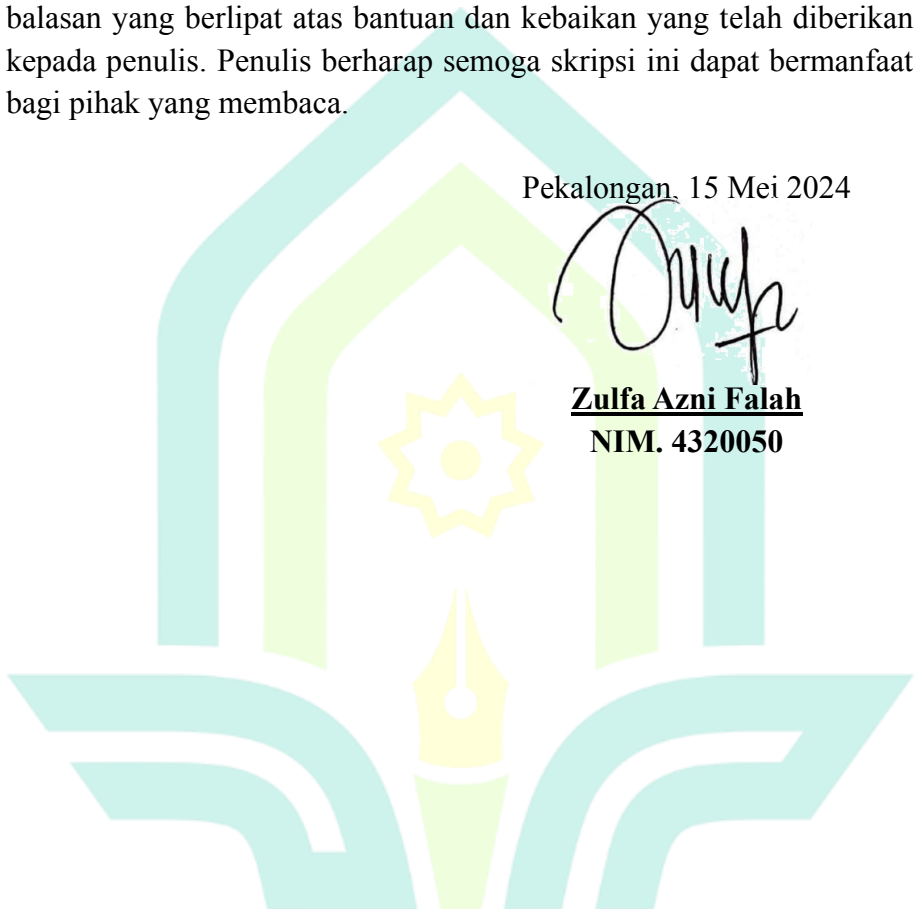 balasan yang berlipat atas bantuan dan kebaikan yang telah diberikan
kepada penulis. Penulis berharap semoga skripsi ini dapat bermanfaat
bagi pihak yang membaca.
Pekalongan, 15 Mei 2024
Zulfa Azni Falah
NIM. 4320050